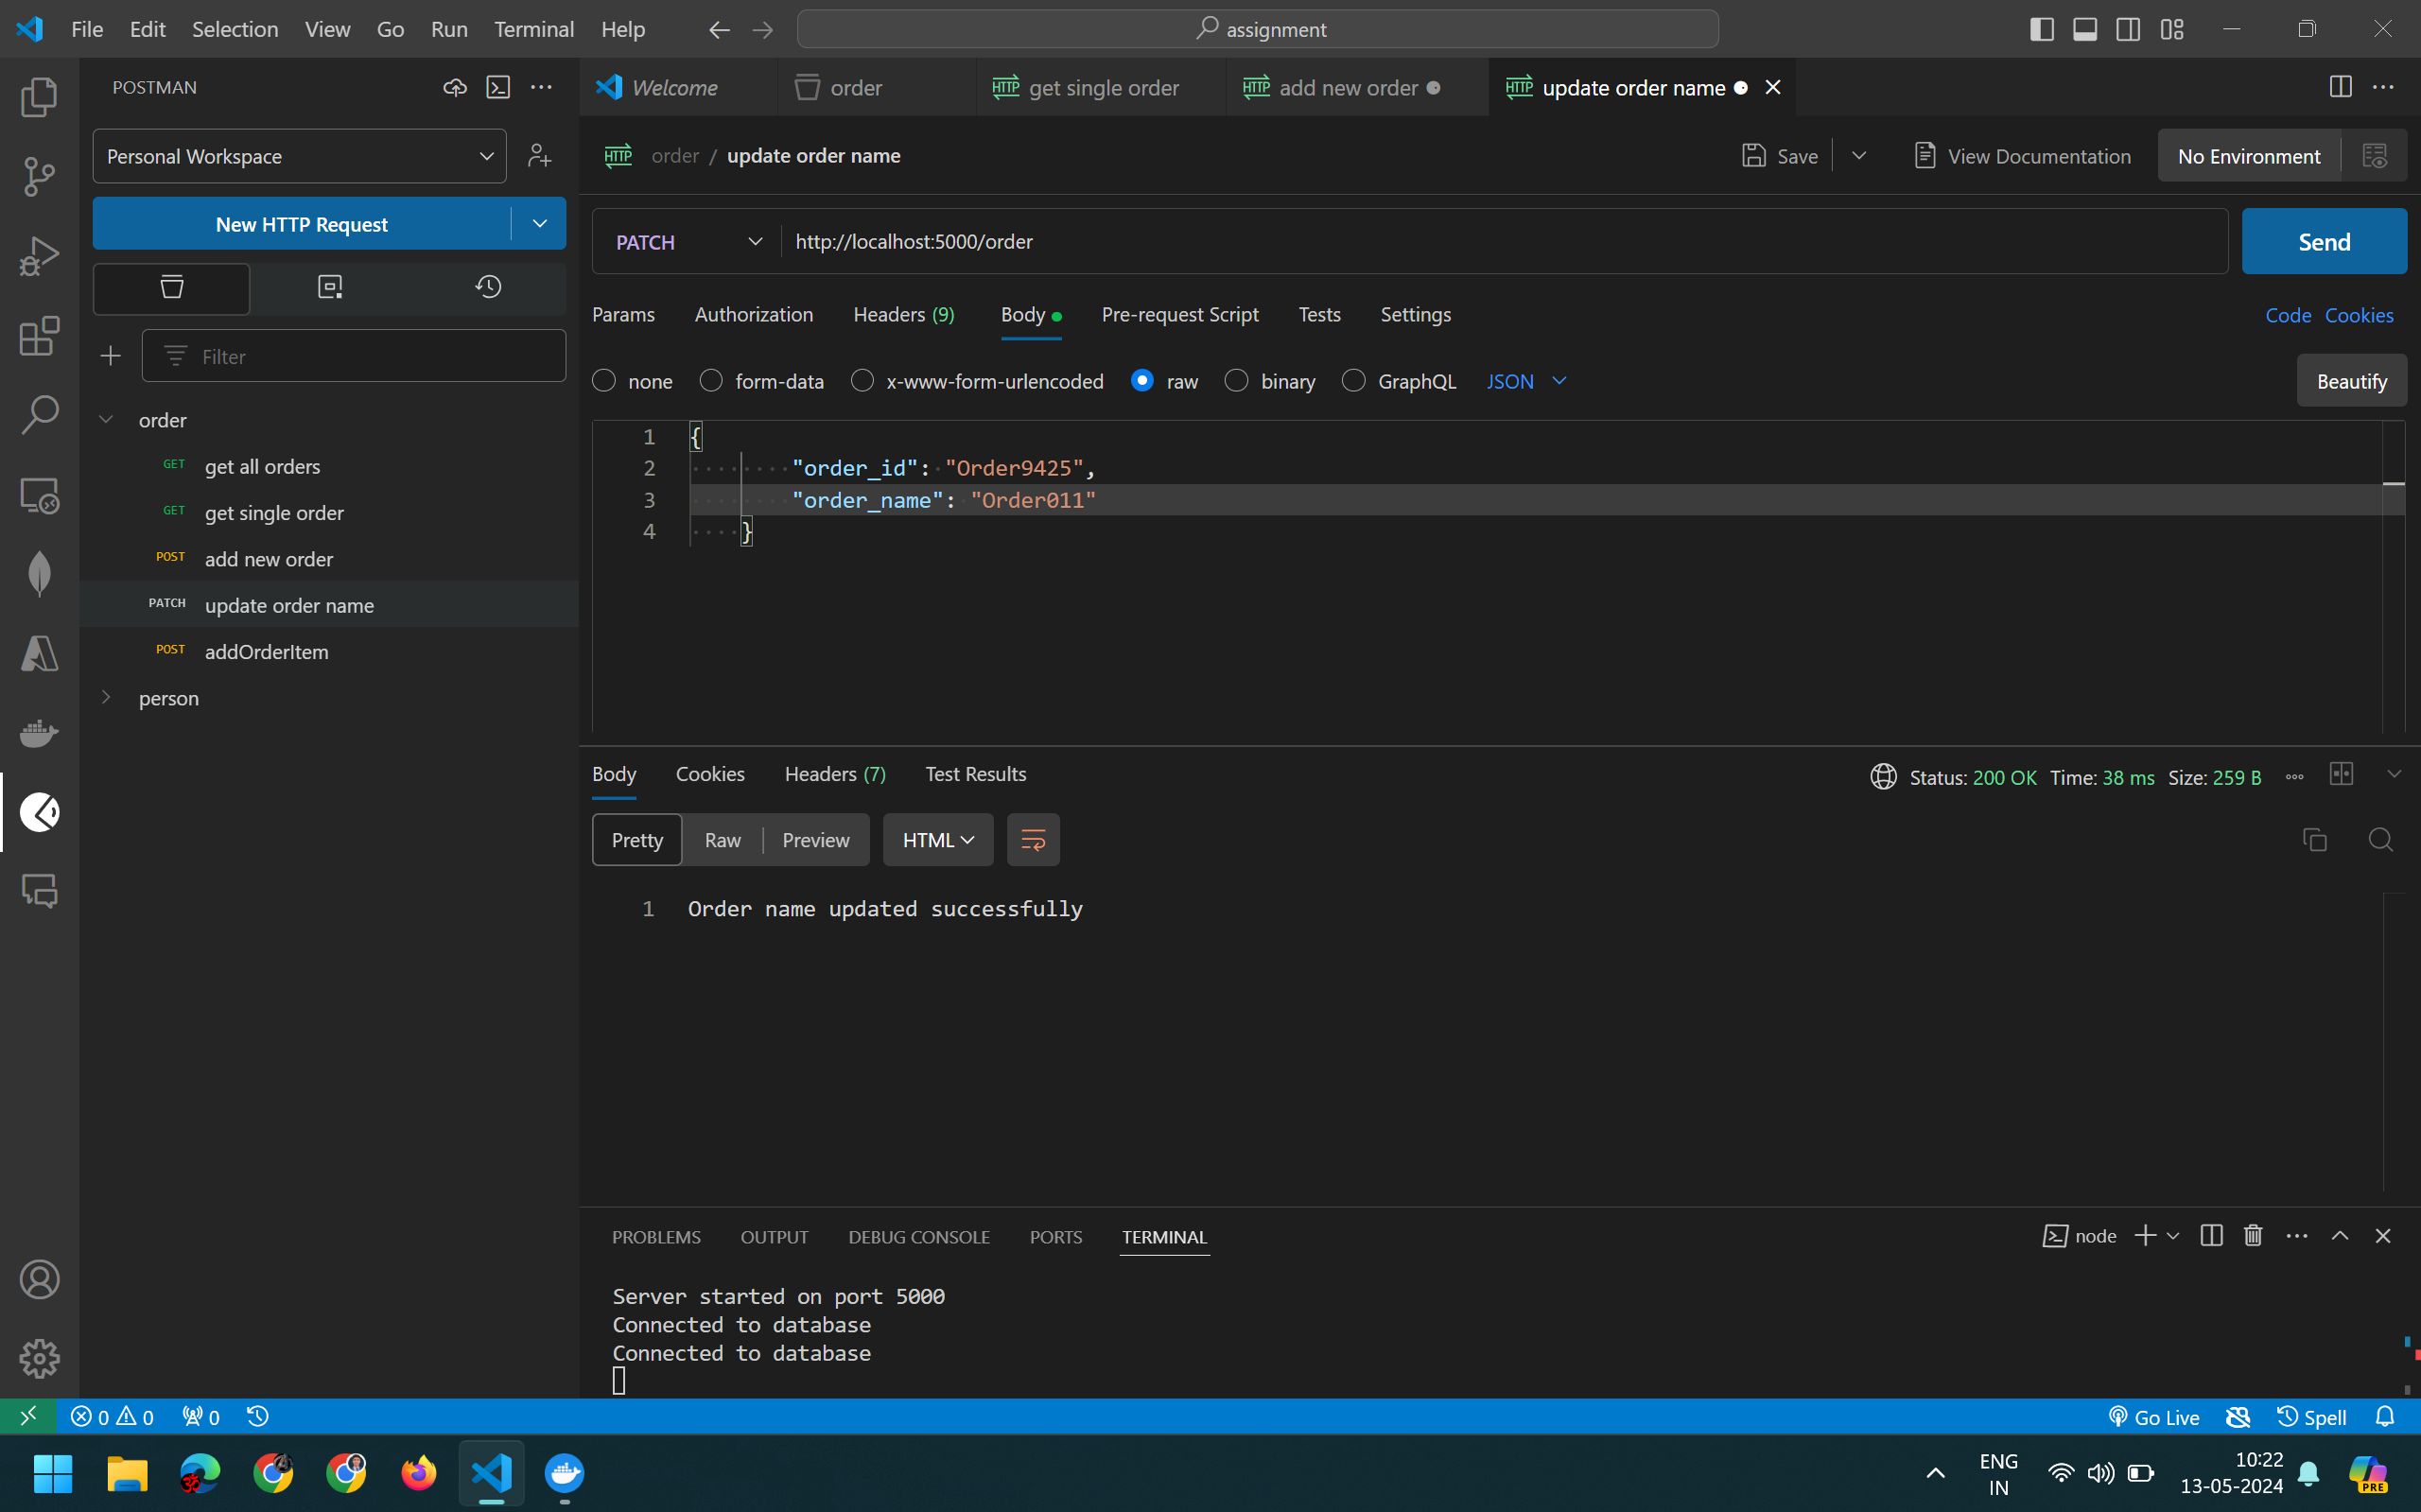 File Edit Selection View Go Run Terminal Help
assignment
POSTMAN
Welcome
order
HTTP get single order
HTTP add new order
HTTP update order name
Personal Workspace
HTTP order / update order name
Save
View Documentation
No Environment
New HTTP Request
PATCH
http://localhost:5000/order
Send
Params Authorization Headers (9) Body Pre-request Script Tests Settings
Code Cookies
Filter
none form-data x-www-form-urlencoded raw binary GraphQL JSON
Beautify
order
GET get all orders
GET get single order
POST add new order
PATCH update order name
POST addOrderItem
person
1 {
2 "order_id": "Order9425",
3 "order_name": "Order011"
4 }
Body Cookies Headers (7) Test Results
Status: 200 OK Time: 38 ms Size: 259 B
Pretty Raw Preview HTML
1 Order name updated successfully
PROBLEMS OUTPUT DEBUG CONSOLE PORTS TERMINAL
node
Server started on port 5000
Connected to database
Connected to database
0 0 0
Go Live
Spell
ENG
IN
10:22
13-05-2024
PRE